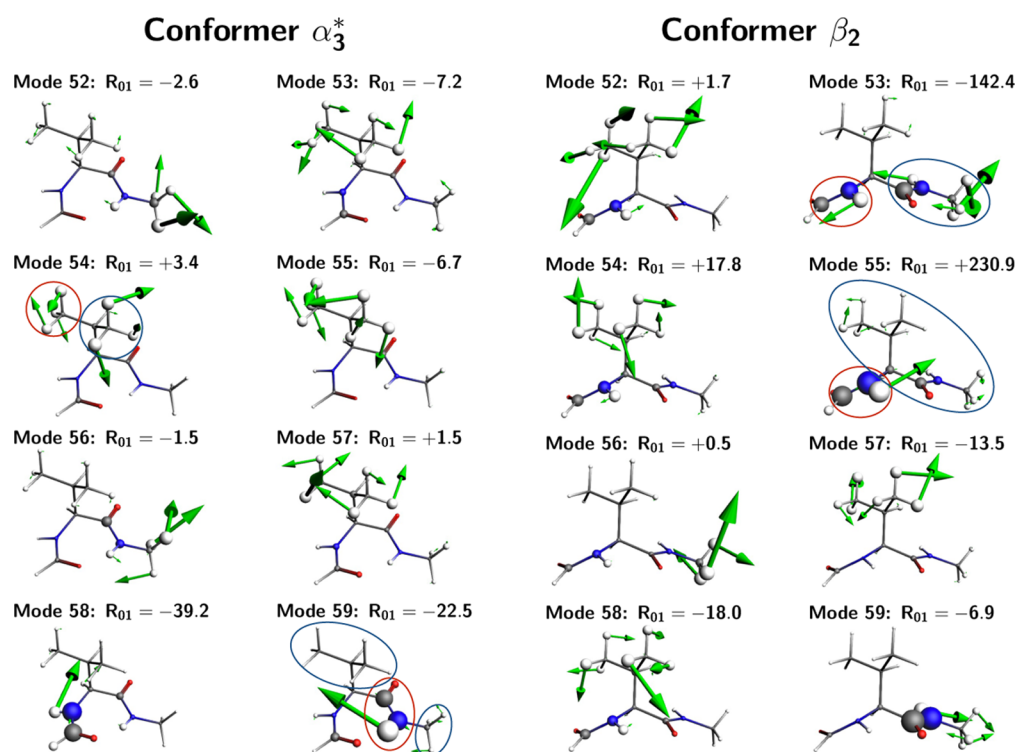 Conformer α₃* Conformer β₂
Mode 52: R₀₁ = −2.6 Mode 53: R₀₁ = −7.2 Mode 52: R₀₁ = +1.7 Mode 53: R₀₁ = −142.4
Mode 54: R₀₁ = +3.4 Mode 55: R₀₁ = −6.7 Mode 54: R₀₁ = +17.8 Mode 55: R₀₁ = +230.9
Mode 56: R₀₁ = −1.5 Mode 57: R₀₁ = +1.5 Mode 56: R₀₁ = +0.5 Mode 57: R₀₁ = −13.5
Mode 58: R₀₁ = −39.2 Mode 59: R₀₁ = −22.5 Mode 58: R₀₁ = −18.0 Mode 59: R₀₁ = −6.9